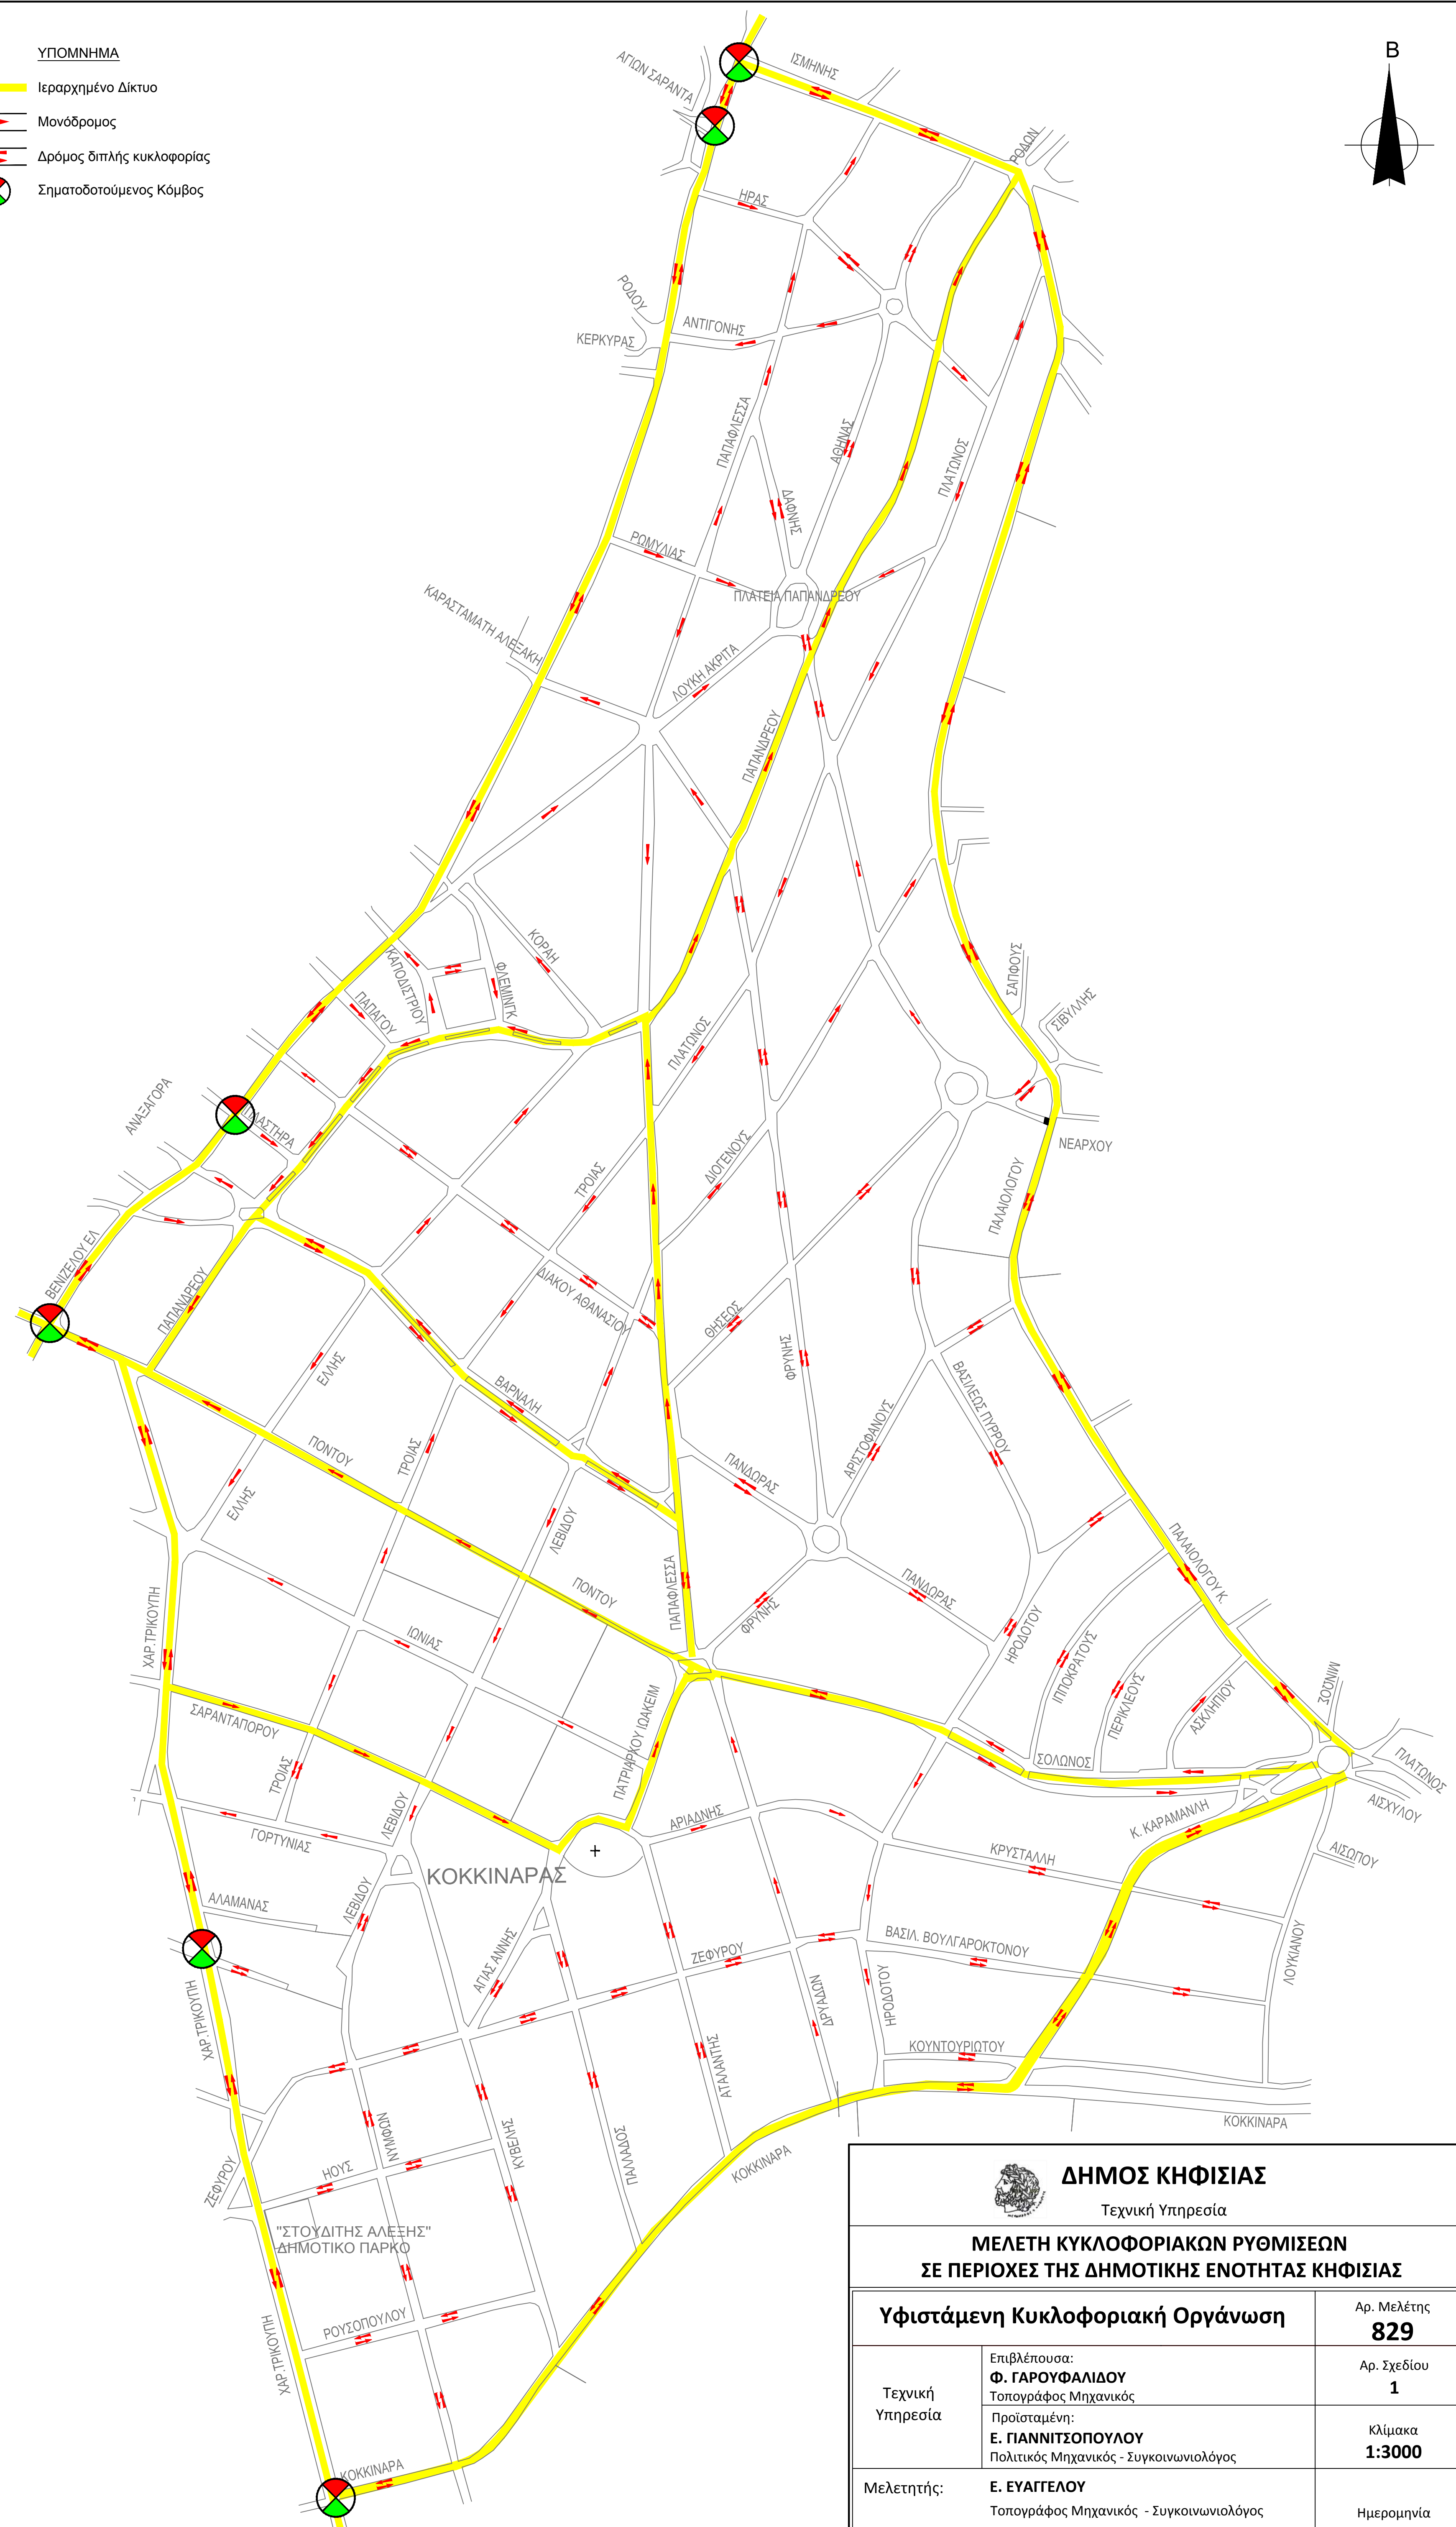 ΥΠΟΜΝΗΜΑ
Ιεραρχημένο Δίκτυο
Μονόδρομος
Δρόμος διπλής κυκλοφορίας
Σηματοδοτούμενος Κόμβος
Β
ΑΓΙΩΝ ΣΑΡΑΝΤΑ
ΙΣΜΗΝΗΣ
ΡΟΔΩΝ
ΗΡΑΣ
ΡΟΔΟΥ
ΚΕΡΚΥΡΑΣ
ΑΝΤΙΓΟΝΗΣ
ΠΑΠΑΦΛΕΣΣΑ
ΑΘΗΝΑΣ
ΠΛΑΤΩΝΟΣ
ΔΑΦΝΗΣ
ΡΩΜΥΛΙΑΣ
ΠΛΑΤΕΙΑ ΠΑΠΑΝΔΡΕΟΥ
ΚΑΡΑΣΤΑΜΑΤΗ ΑΛΕΞΑΚΗ
ΛΟΥΚΗ ΑΚΡΙΤΑ
ΠΑΠΑΝΔΡΕΟΥ
ΚΟΡΑΗ
ΚΑΠΟΔΙΣΤΡΙΟΥ
ΦΛΕΜΙΝΓΚ
ΠΑΠΑΓΟΥ
ΣΑΠΦΟΥΣ
ΣΙΒΥΛΛΗΣ
ΠΛΑΤΩΝΟΣ
ΑΝΑΞΑΓΟΡΑ
ΠΛΑΣΤΗΡΑ
ΝΕΑΡΧΟΥ
ΤΡΟΙΑΣ
ΔΙΟΓΕΝΟΥΣ
ΠΑΛΑΙΟΛΟΓΟΥ
ΒΕΝΙΖΕΛΟΥ ΕΛ
ΠΑΠΑΝΔΡΕΟΥ
ΔΙΑΚΟΥ ΑΘΑΝΑΣΙΟΥ
ΘΗΣΕΩΣ
ΦΡΥΝΗΣ
ΕΛΛΗΣ
ΒΑΡΝΑΛΗ
ΒΑΣΙΛΕΩΣ ΠΥΡΡΟΥ
ΑΡΙΣΤΟΦΑΝΟΥΣ
ΠΟΝΤΟΥ
ΤΡΟΙΑΣ
ΠΑΝΔΩΡΑΣ
ΕΛΛΗΣ
ΛΕΒΙΔΟΥ
ΠΑΛΑΙΟΛΟΓΟΥ Κ.
ΧΑΡ.ΤΡΙΚΟΥΠΗ
ΠΟΝΤΟΥ
ΠΑΠΑΦΛΕΣΣΑ
ΦΡΥΝΗΣ
ΠΑΝΔΩΡΑΣ
ΗΡΟΔΟΤΟΥ
ΙΠΠΟΚΡΑΤΟΥΣ
ΙΩΝΙΑΣ
ΠΕΡΙΚΛΕΟΥΣ
ΑΣΚΛΗΠΙΟΥ
ΜΙΝΩΟΣ
ΣΑΡΑΝΤΑΠΟΡΟΥ
ΠΑΤΡΙΑΡΧΟΥ ΙΩΑΚΕΙΜ
ΣΟΛΩΝΟΣ
ΠΛΑΤΩΝΟΣ
ΤΡΟΙΑΣ
ΑΙΣΧΥΛΟΥ
ΛΕΒΙΔΟΥ
ΑΡΙΑΔΝΗΣ
Κ. ΚΑΡΑΜΑΝΛΗ
ΓΟΡΤΥΝΙΑΣ
ΚΡΥΣΤΑΛΛΗ
ΑΙΣΩΠΟΥ
ΚΟΚΚΙΝΑΡΑΣ
ΑΛΑΜΑΝΑΣ
ΛΕΒΙΔΟΥ
ΑΓΙΑΣ ΑΝΝΗΣ
ΖΕΦΥΡΟΥ
ΒΑΣΙΛ. ΒΟΥΛΓΑΡΟΚΤΟΝΟΥ
ΛΟΥΚΙΑΝΟΥ
ΧΑΡ.ΤΡΙΚΟΥΠΗ
ΔΡΥΑΔΩΝ
ΗΡΟΔΟΤΟΥ
ΚΟΥΝΤΟΥΡΙΩΤΟΥ
ΑΤΑΛΑΝΤΗΣ
ΚΟΚΚΙΝΑΡΑ
ΝΥΜΦΩΝ
ΚΥΒΕΛΗΣ
ΠΑΛΛΑΔΟΣ
ΚΟΚΚΙΝΑΡΑ
ΖΕΦΥΡΟΥ
ΗΟΥΣ
"ΣΤΟΥΔΙΤΗΣ ΑΛΕΞΗΣ"
ΔΗΜΟΤΙΚΟ ΠΑΡΚΟ
ΡΟΥΣΟΠΟΥΛΟΥ
ΧΑΡ.ΤΡΙΚΟΥΠΗ
ΚΟΚΚΙΝΑΡΑ
ΔΗΜΟΣ ΚΗΦΙΣΙΑΣ
Τεχνική Υπηρεσία
ΜΕΛΕΤΗ ΚΥΚΛΟΦΟΡΙΑΚΩΝ ΡΥΘΜΙΣΕΩΝ
ΣΕ ΠΕΡΙΟΧΕΣ ΤΗΣ ΔΗΜΟΤΙΚΗΣ ΕΝΟΤΗΤΑΣ ΚΗΦΙΣΙΑΣ
Υφιστάμενη Κυκλοφοριακή Οργάνωση
Αρ. Μελέτης
829
Τεχνική
Υπηρεσία
Επιβλέπουσα:
Φ. ΓΑΡΟΥΦΑΛΙΔΟΥ
Τοπογράφος Μηχανικός
Αρ. Σχεδίου
1
Προϊσταμένη:
Ε. ΓΙΑΝΝΙΤΣΟΠΟΥΛΟΥ
Πολιτικός Μηχανικός - Συγκοινωνιολόγος
Κλίμακα
1:3000
Μελετητής:
Ε. ΕΥΑΓΓΕΛΟΥ
Τοπογράφος Μηχανικός - Συγκοινωνιολόγος
Ημερομηνία